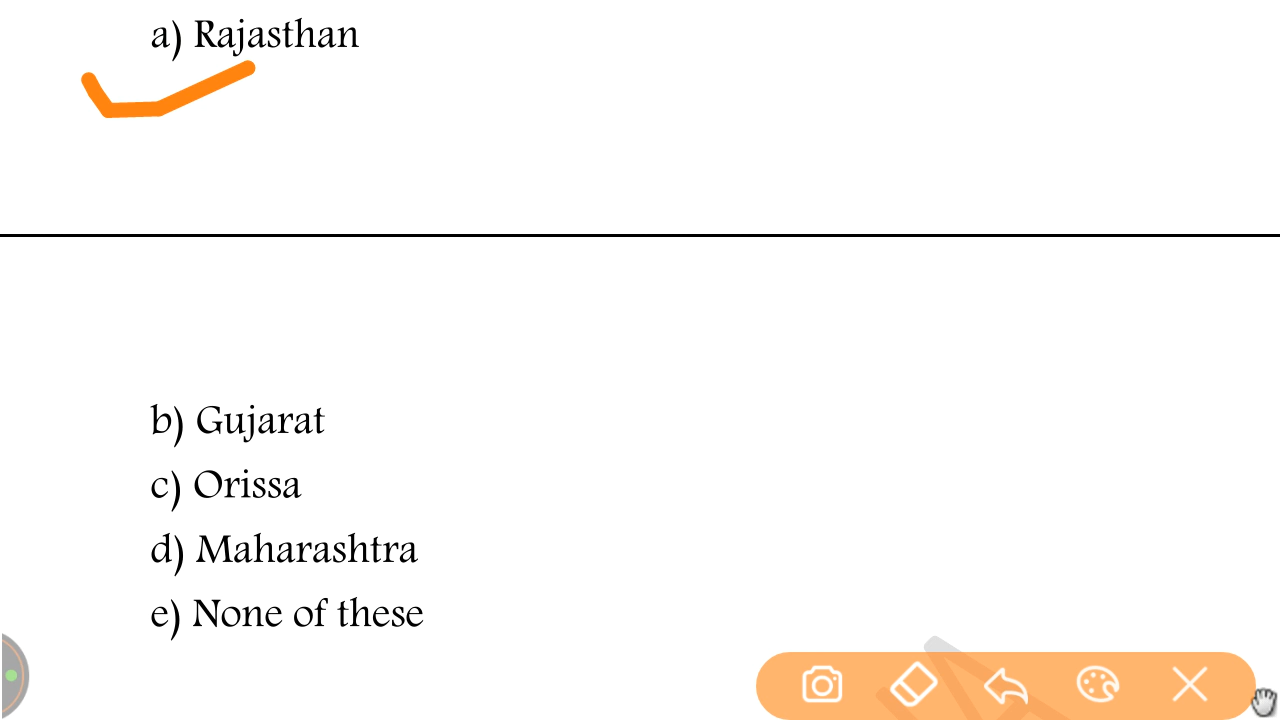 a) Rajasthan
b) Gujarat
c) Orissa
d) Maharashtra
e) None of these